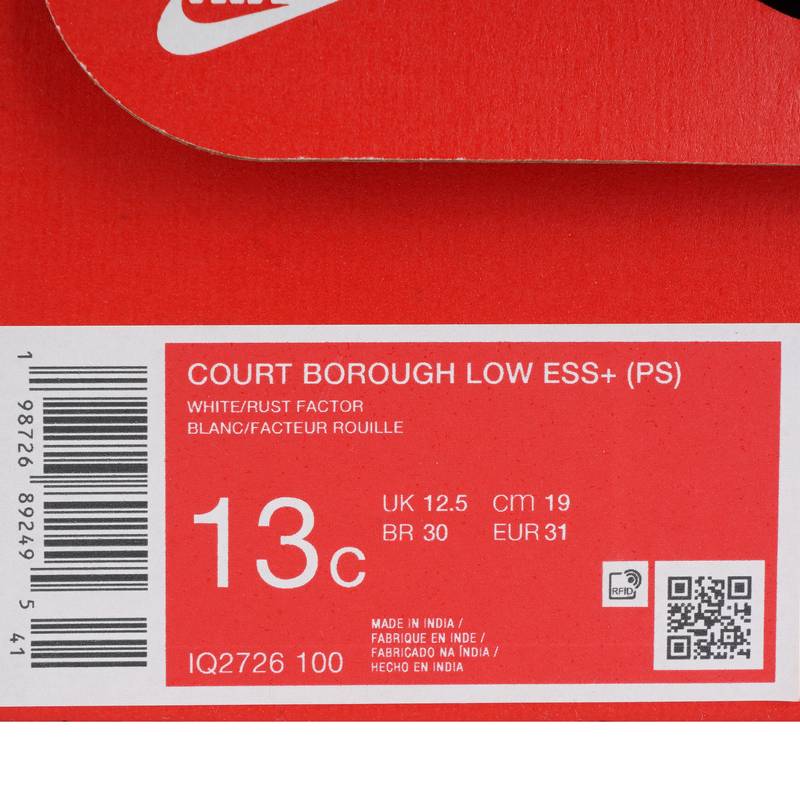 COURT BOROUGH LOW ESS+ (PS)
WHITE/RUST FACTOR
BLANC/FACTEUR ROUILLE
13C
UK 12.5 cm 19
BR 30 EUR 31
RFID
IQ2726 100
MADE IN INDIA /
FABRIQUE EN INDE /
FABRICADO NA ÍNDIA /
HECHO EN INDIA
1 98726 89249 5 41